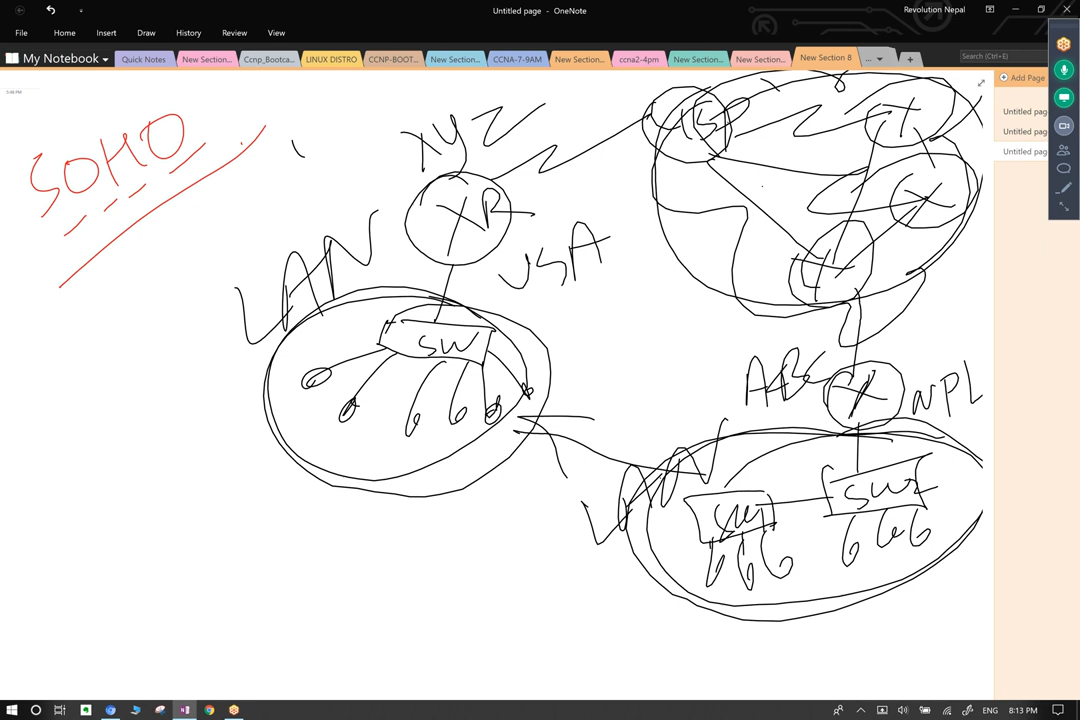 Untitled page - OneNote
Revolution Nepal
File Home Insert Draw History Review View
My Notebook
Quick Notes
New Section...
Ccnp_Bootca...
LINUX DISTRO
CCNP-BOOT...
New Section...
CCNA-7-9AM
New Section...
ccna2-4pm
New Section...
New Section...
New Section 8
...
Search (Ctrl+E)
Add Page
5:48 PM
Untitled pag
Untitled pag
Untitled pag
SOHO
XYZ
R
USA
LAN
SW
ABC
NPL
LAN
SW
SW
ENG
8:13 PM